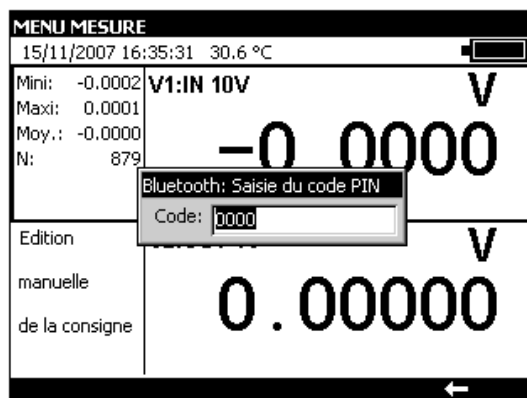 MENU MESURE
15/11/2007 16:35:31 30.6 °C
Mini: -0.0002
Maxi: 0.0001
Moy.: -0.0000
N: 879
V1:IN 10V
V
-0 0000
Bluetooth: Saisie du code PIN
Code: 0000
Edition
manuelle
de la consigne
V
0.00000